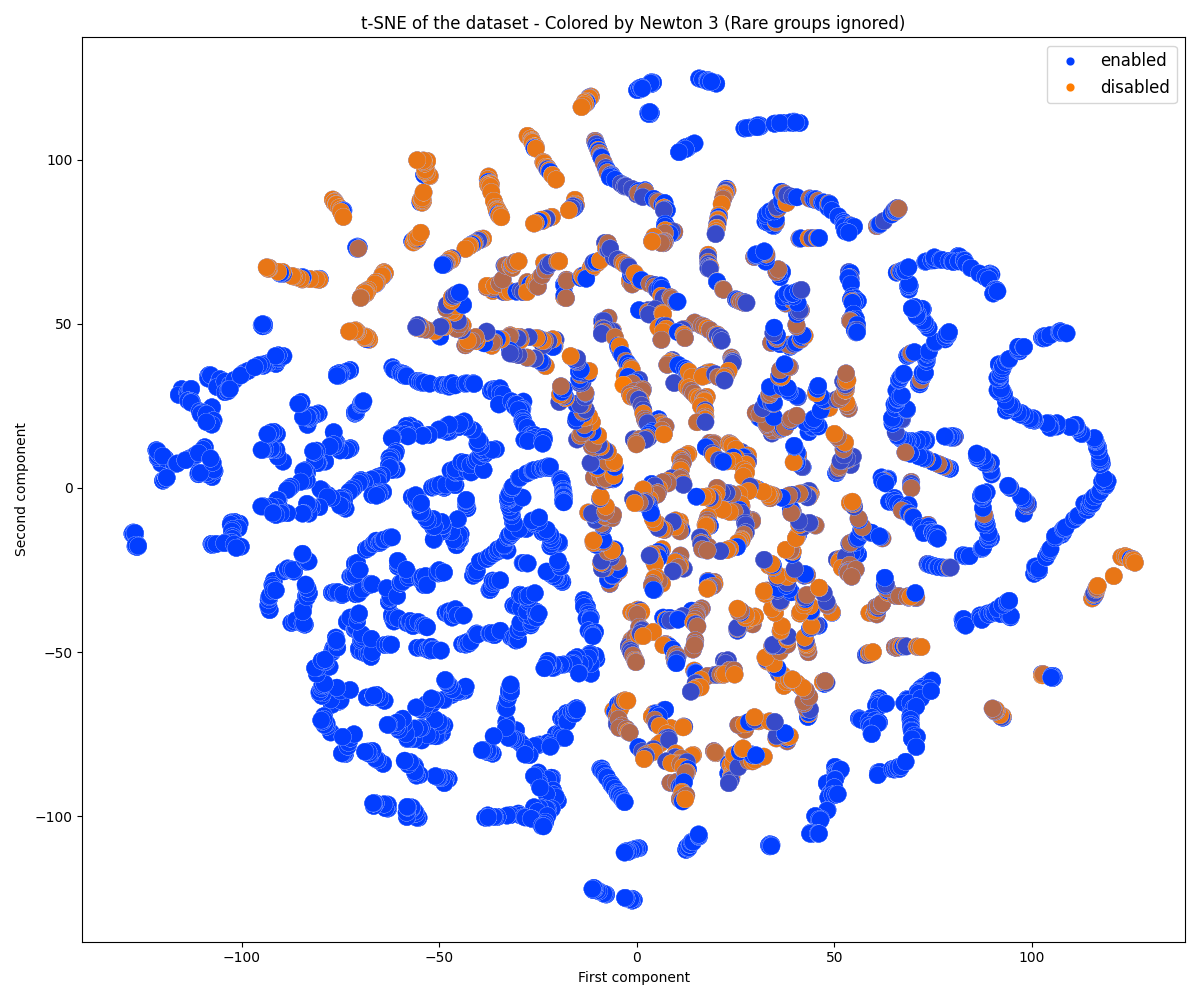 t-SNE of the dataset - Colored by Newton 3 (Rare groups ignored)
enabled
disabled
100
50
0
−50
−100
Second component
−100
−50
0
50
100
First component